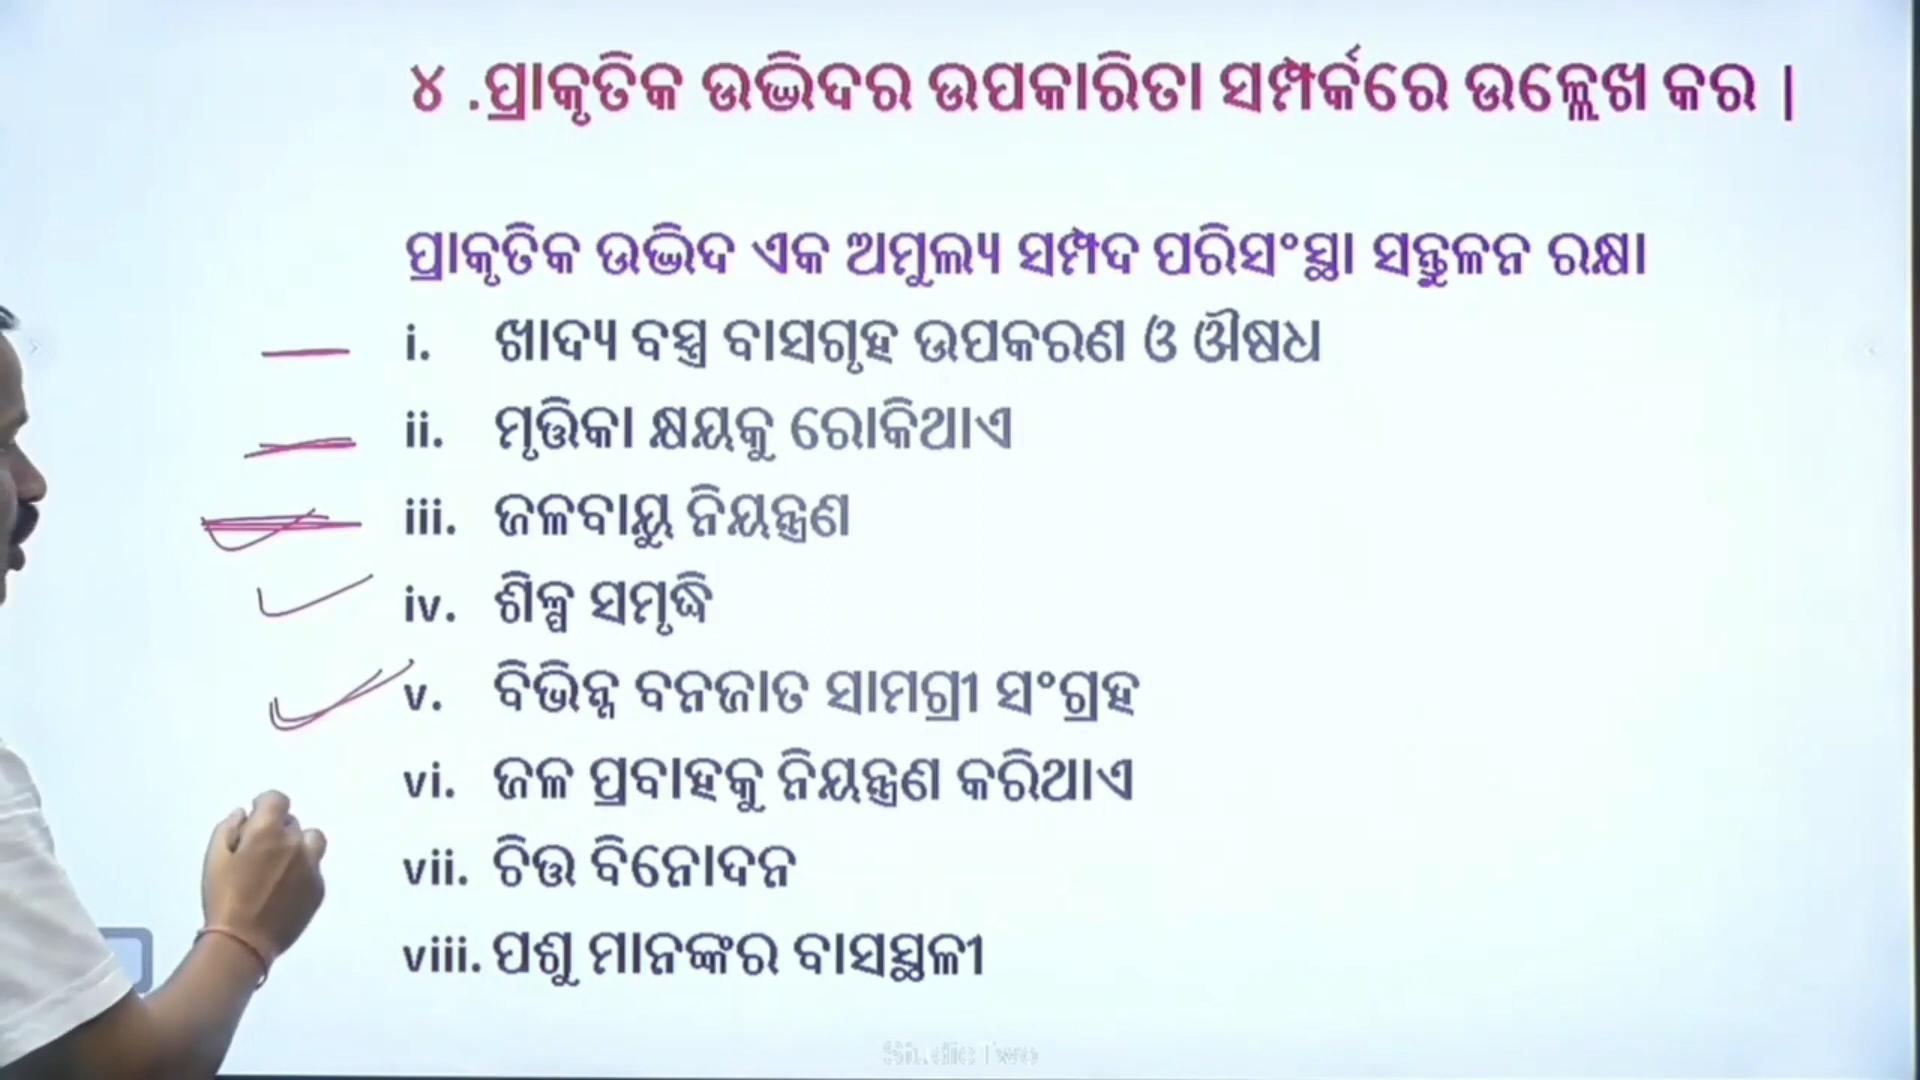 ୪ .ପ୍ରାକୃତିକ ଉଦ୍ଭିଦର ଉପକାରିତା ସମ୍ପର୍କରେ ଉଲ୍ଲେଖ କର |
ପ୍ରାକୃତିକ ଉଦ୍ଭିଦ ଏକ ଅମୁଲ୍ୟ ସମ୍ପଦ ପରିସଂସ୍ଥା ସନ୍ତୁଳନ ରକ୍ଷା
i. ଖାଦ୍ୟ ବସ୍ତ୍ର ବାସଗୃହ ଉପକରଣ ଓ ଔଷଧ
ii. ମୃତ୍ତିକା କ୍ଷୟକୁ ରୋକିଥାଏ
iii. ଜଳବାୟୁ ନିୟନ୍ତ୍ରଣ
iv. ଶିଳ୍ପ ସମୃଦ୍ଧି
v. ବିଭିନ୍ନ ବନଜାତ ସାମଗ୍ରୀ ସଂଗ୍ରହ
vi. ଜଳ ପ୍ରବାହକୁ ନିୟନ୍ତ୍ରଣ କରିଥାଏ
vii. ଚିତ୍ତ ବିନୋଦନ
viii. ପଶୁ ମାନଙ୍କର ବାସସ୍ଥଳୀ